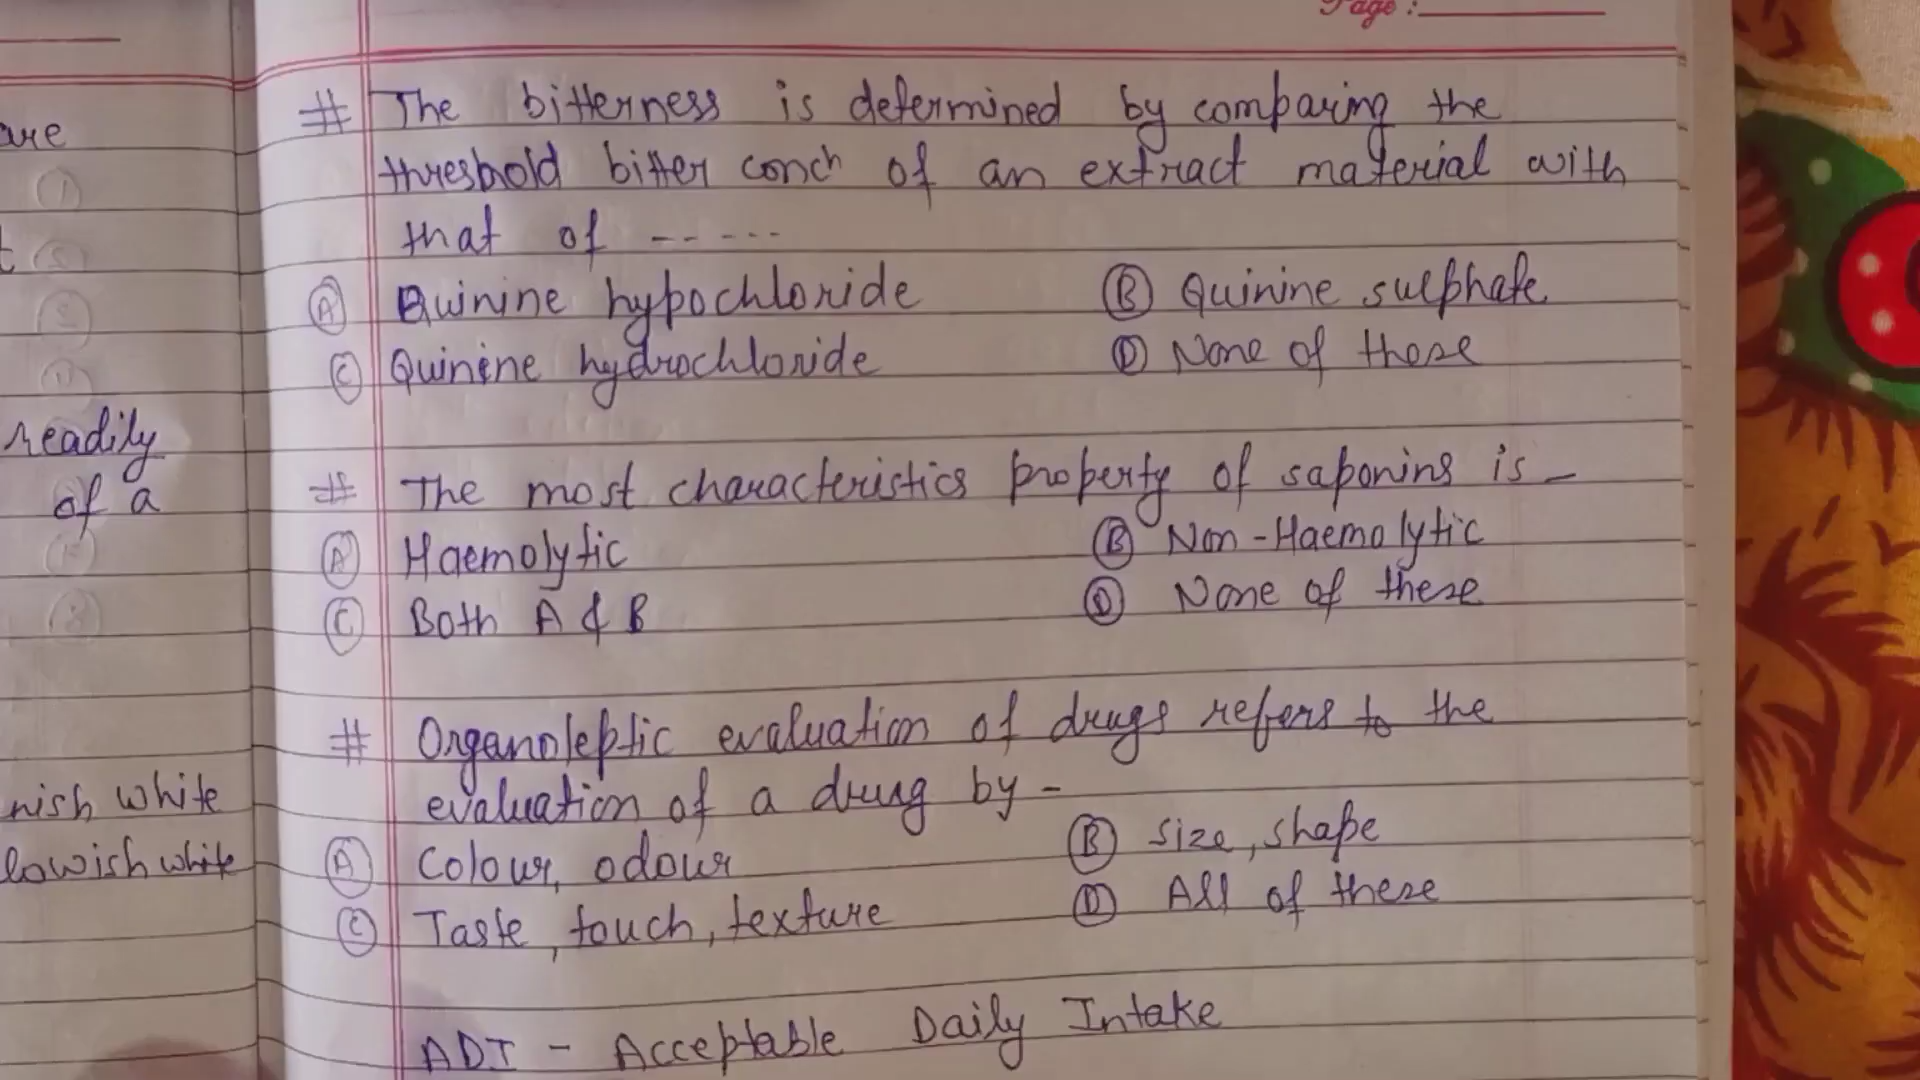 Page :
are
t
readily
of a
nish white
lowish white
# The bitterness is determined by comparing the
threshold bitter concn of an extract material with
that of ------
(A) Quinine hypochloride (B) Quinine sulphate
(C) Quinine hydrochloride (D) None of these
# The most characteristics property of saponins is -
(A) Haemolytic (B) Non-Haemolytic
(C) Both A & B (D) None of these
# Organoleptic evaluation of drugs refers to the
evaluation of a drug by -
(A) Colour, odour (B) Size, shape
(C) Taste, touch, texture (D) All of these
ADI - Acceptable Daily Intake